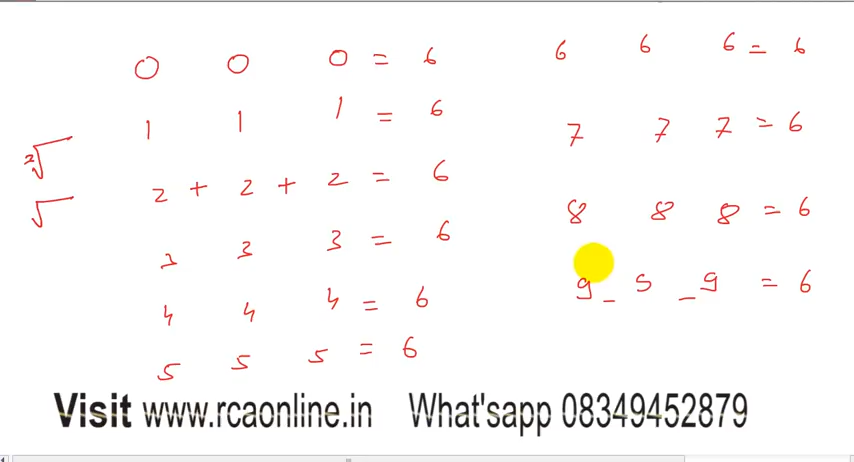 0 0 0 = 6
1 1 1 = 6
2 + 2 + 2 = 6
3 3 3 = 6
4 4 4 = 6
5 5 5 = 6
2√
√
6 6 6 = 6
7 7 7 = 6
8 8 8 = 6
9 _ 5 _ 9 = 6
Visit www.rcaonline.in What'sapp 08349452879